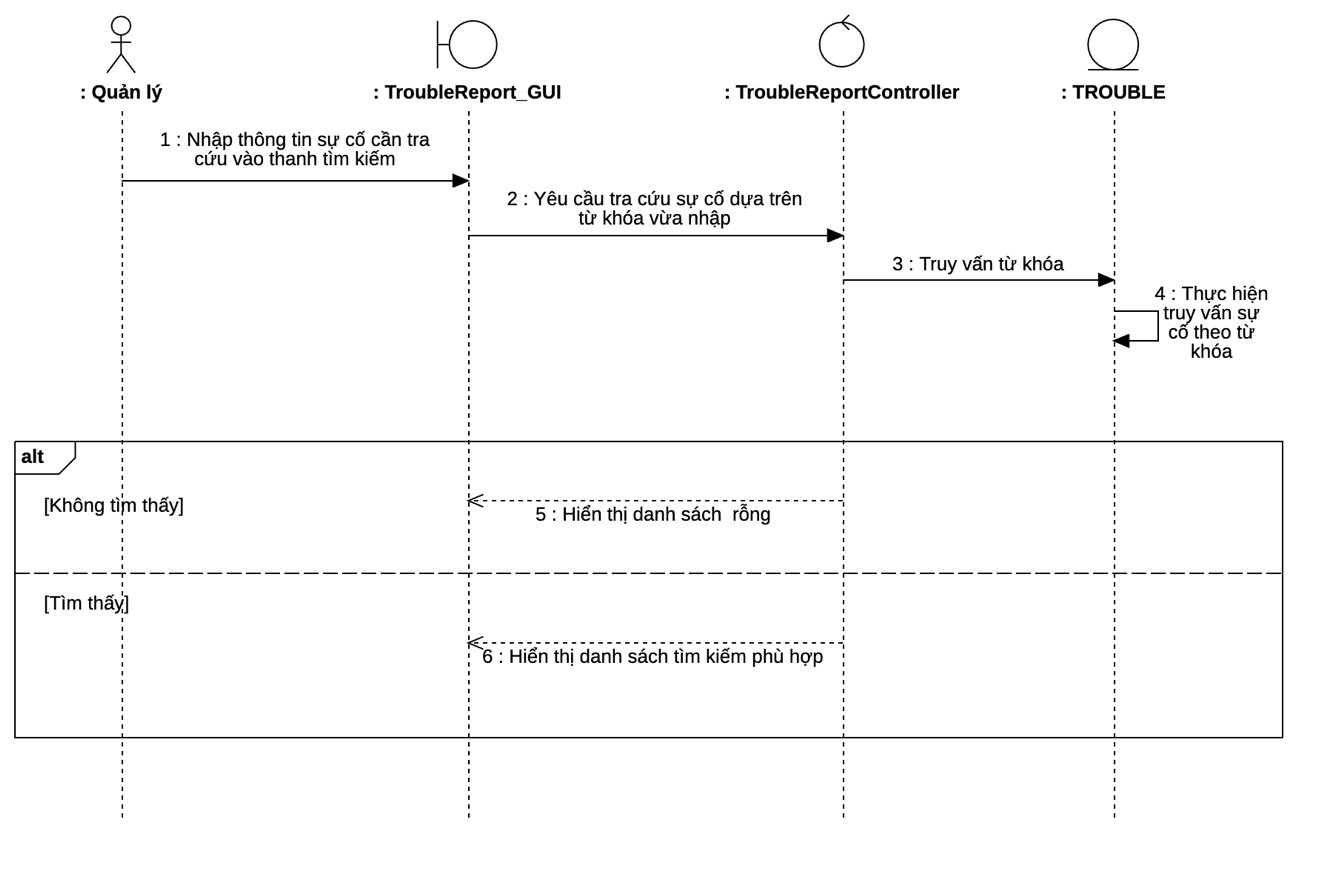 : Quản lý
: TroubleReport_GUI
: TroubleReportController
: TROUBLE
1 : Nhập thông tin sự cố cần tra
cứu vào thanh tìm kiếm
2 : Yêu cầu tra cứu sự cố dựa trên
từ khóa vừa nhập
3 : Truy vấn từ khóa
4 : Thực hiện
truy vấn sự
cố theo từ
khóa
alt
[Không tìm thấy]
5 : Hiển thị danh sách  rỗng
[Tìm thấy]
6 : Hiển thị danh sách tìm kiếm phù hợp